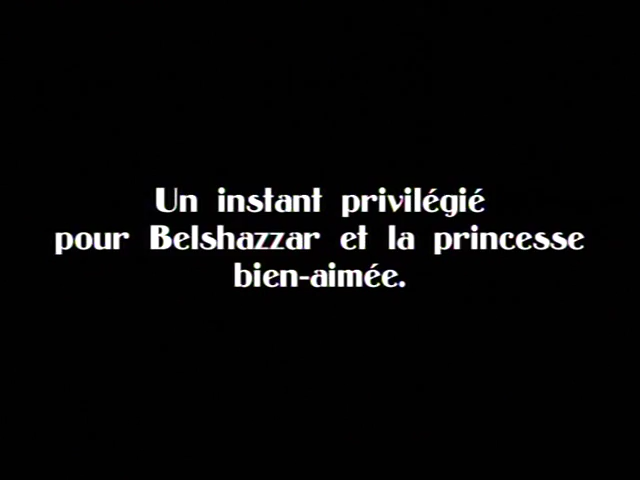 Un instant privilégié
pour Belshazzar et la princesse
bien-aimée.